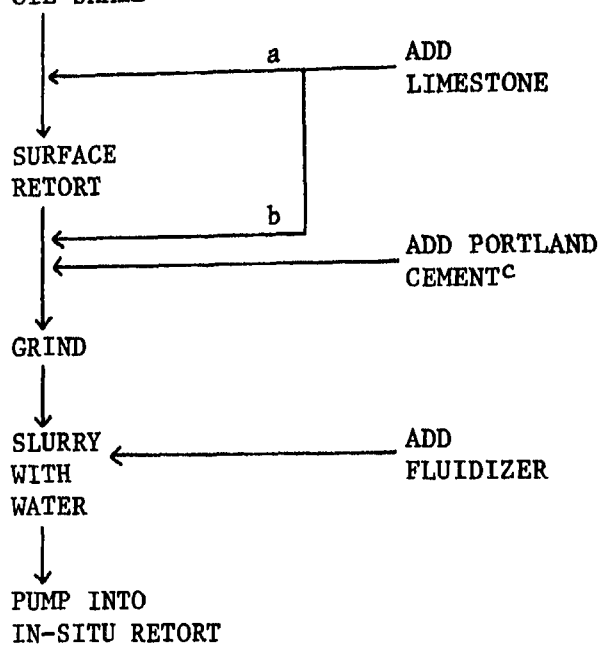 a
ADD
LIMESTONE
SURFACE
RETORT
b
ADD PORTLAND
CEMENTᶜ
GRIND
SLURRY
WITH
WATER
ADD
FLUIDIZER
PUMP INTO
IN-SITU RETORT